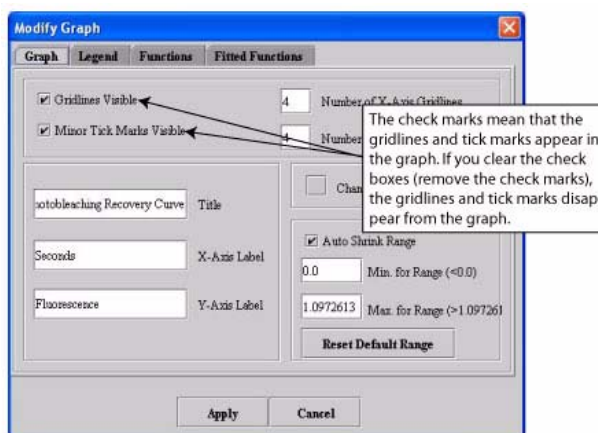 Modify Graph
Graph Legend Functions Fitted Functions
Gridlines Visible
4 Number of X-Axis Gridlines
Minor Tick Marks Visible
4 Number
The check marks mean that the
gridlines and tick marks appear in
the graph. If you clear the check
boxes (remove the check marks),
the gridlines and tick marks disap
pear from the graph.
otobleaching Recovery Curve Title
Seconds X-Axis Label
Fluorescence Y-Axis Label
Auto Shrink Range
0.0 Min. for Range (<0.0)
1.0972613 Max. for Range (>1.097261
Reset Default Range
Apply Cancel